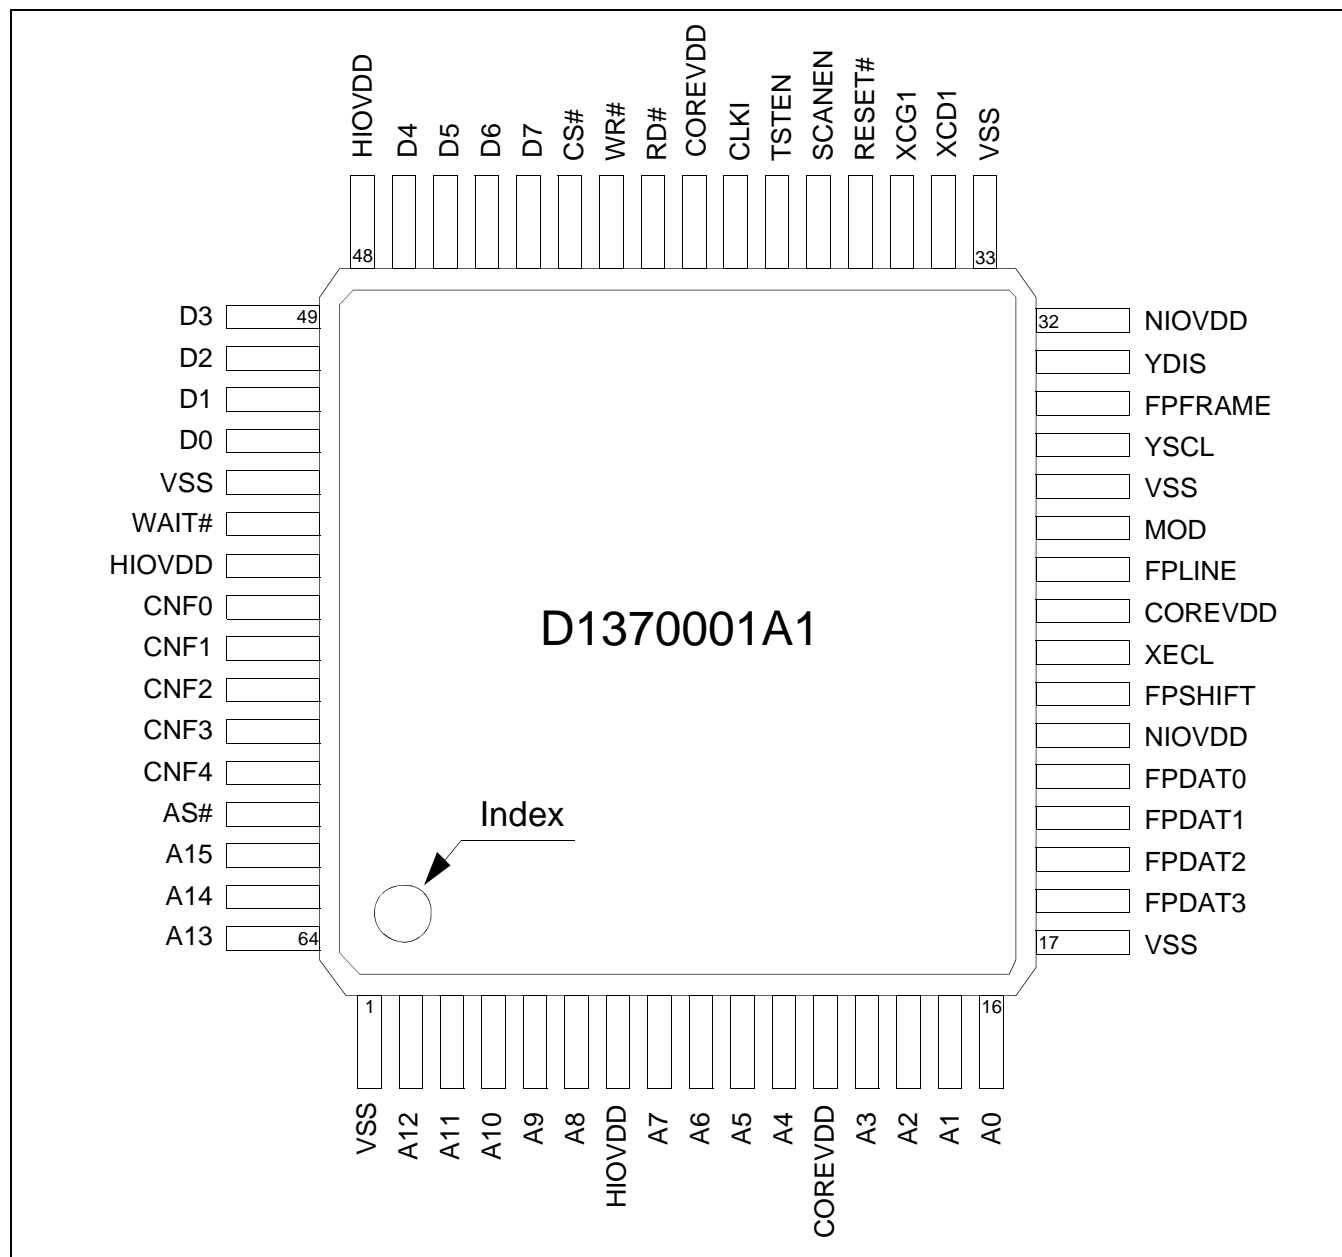 HIOVDD
D4
D5
D6
D7
CS#
WR#
RD#
COREVDD
CLKI
TSTEN
SCANEN
RESET#
XCG1
XCD1
VSS
48
33
D3
49
D2
D1
D0
VSS
WAIT#
HIOVDD
CNF0
CNF1
CNF2
CNF3
CNF4
AS#
A15
A14
A13
64
D1370001A1
Index
32
NIOVDD
YDIS
FPFRAME
YSCL
VSS
MOD
FPLINE
COREVDD
XECL
FPSHIFT
NIOVDD
FPDAT0
FPDAT1
FPDAT2
FPDAT3
17
VSS
1
16
VSS
A12
A11
A10
A9
A8
HIOVDD
A7
A6
A5
A4
COREVDD
A3
A2
A1
A0